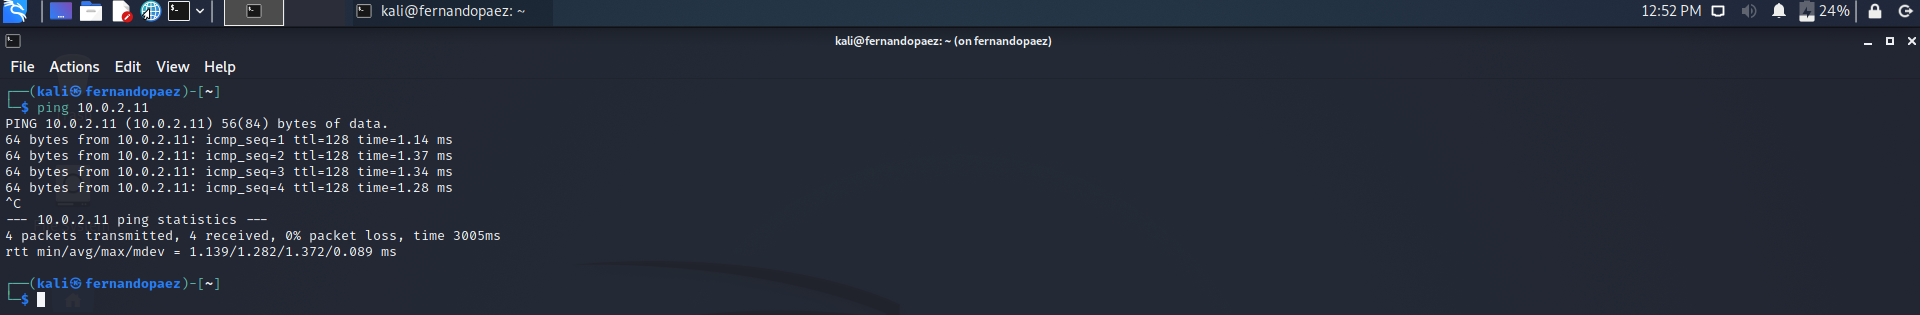 kali@fernandopaez: ~
12:52 PM
24%
kali@fernandopaez: ~ (on fernandopaez)
File Actions Edit View Help
┌──(kali㉿fernandopaez)-[~]
└─$ ping 10.0.2.11
PING 10.0.2.11 (10.0.2.11) 56(84) bytes of data.
64 bytes from 10.0.2.11: icmp_seq=1 ttl=128 time=1.14 ms
64 bytes from 10.0.2.11: icmp_seq=2 ttl=128 time=1.37 ms
64 bytes from 10.0.2.11: icmp_seq=3 ttl=128 time=1.34 ms
64 bytes from 10.0.2.11: icmp_seq=4 ttl=128 time=1.28 ms
^C
--- 10.0.2.11 ping statistics ---
4 packets transmitted, 4 received, 0% packet loss, time 3005ms
rtt min/avg/max/mdev = 1.139/1.282/1.372/0.089 ms
┌──(kali㉿fernandopaez)-[~]
└─$